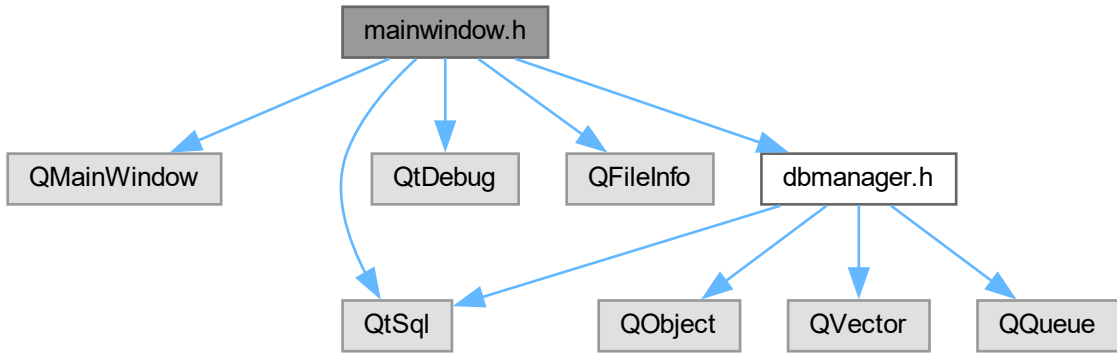 mainwindow.h
QMainWindow
QtDebug
QFileInfo
dbmanager.h
QtSql
QObject
QVector
QQueue